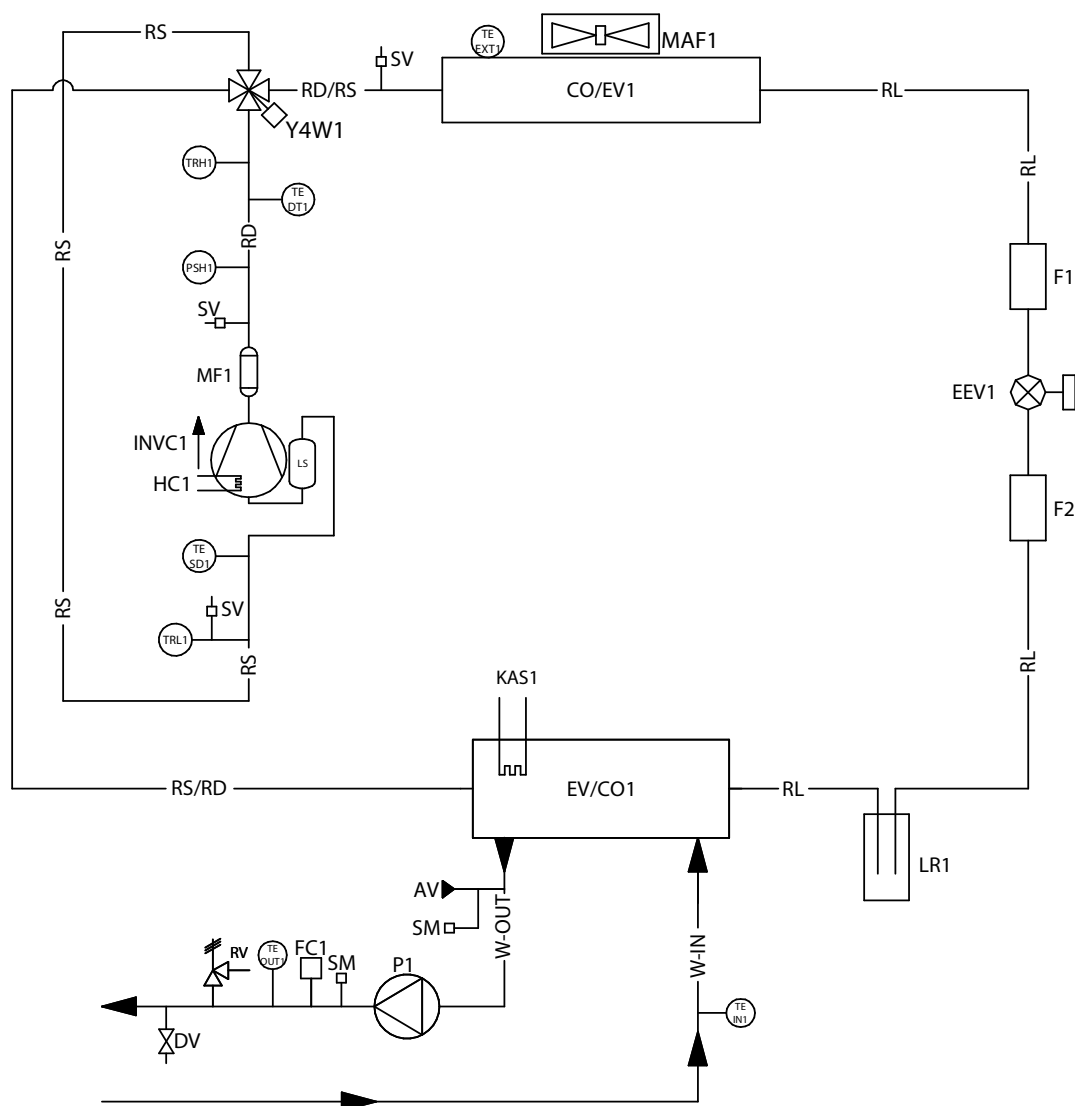 RS
TE
EXT1
MAF1
SV
RD/RS
CO/EV1
RL
Y4W1
TRH1
RL
TE
DT1
RD
RS
PSH1
F1
SV
MF1
EEV1
INVC1
LS
HC1
F2
TE
SD1
RS
SV
TRL1
RS
RL
KAS1
RS/RD
EV/CO1
RL
LR1
AV
W-OUT
SM
W-IN
RV
TE
OUT1
FC1
SM
P1
TE
IN1
DV